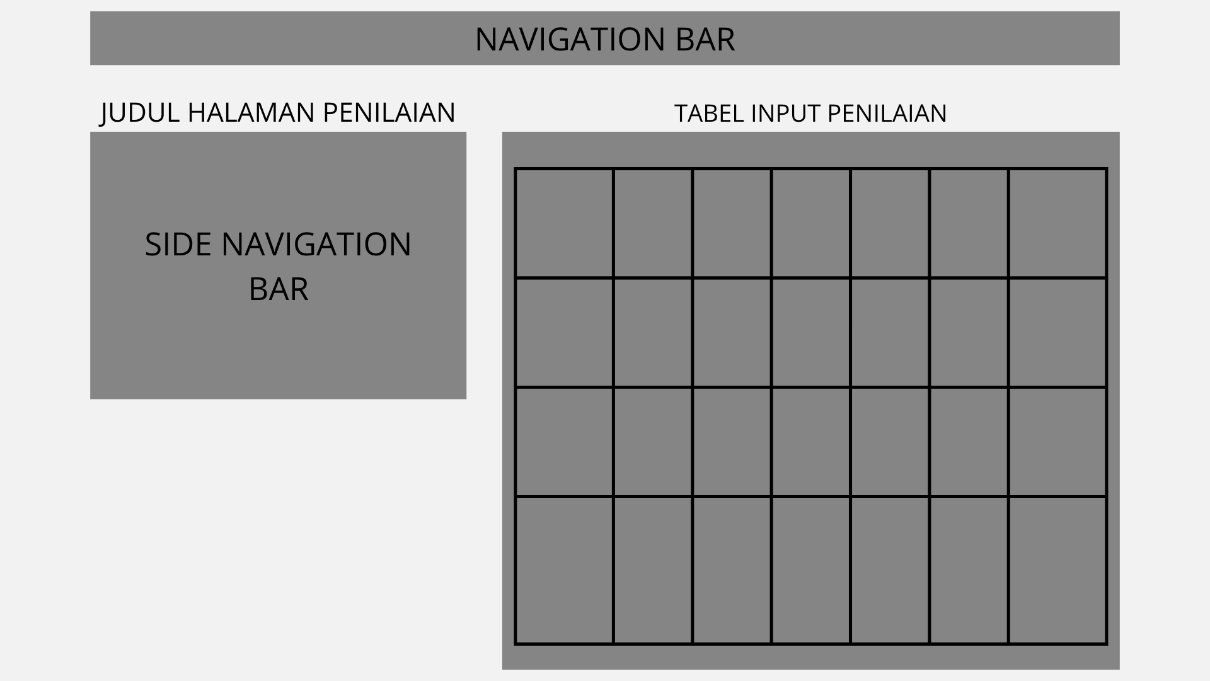 NAVIGATION BAR
JUDUL HALAMAN PENILAIAN
TABEL INPUT PENILAIAN
SIDE NAVIGATION
BAR